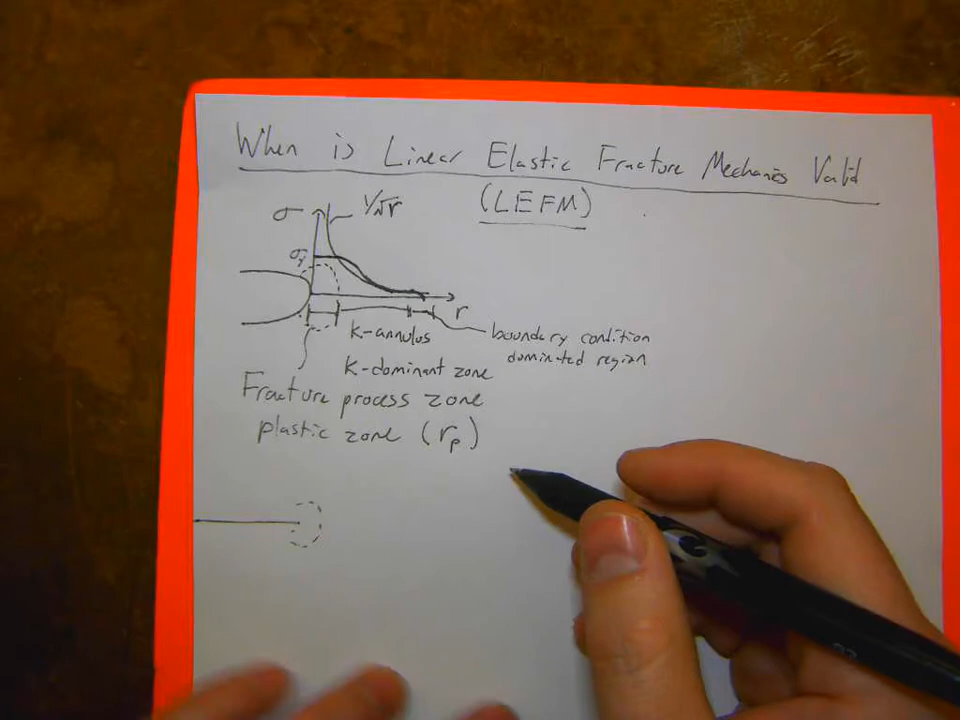 When is Linear Elastic Fracture Mechanics Valid
(LEFM)
σ 1/√r
σy
r
K-annulus
boundary condition
dominated region
K-dominant zone
Fracture process zone
plastic zone (rp)